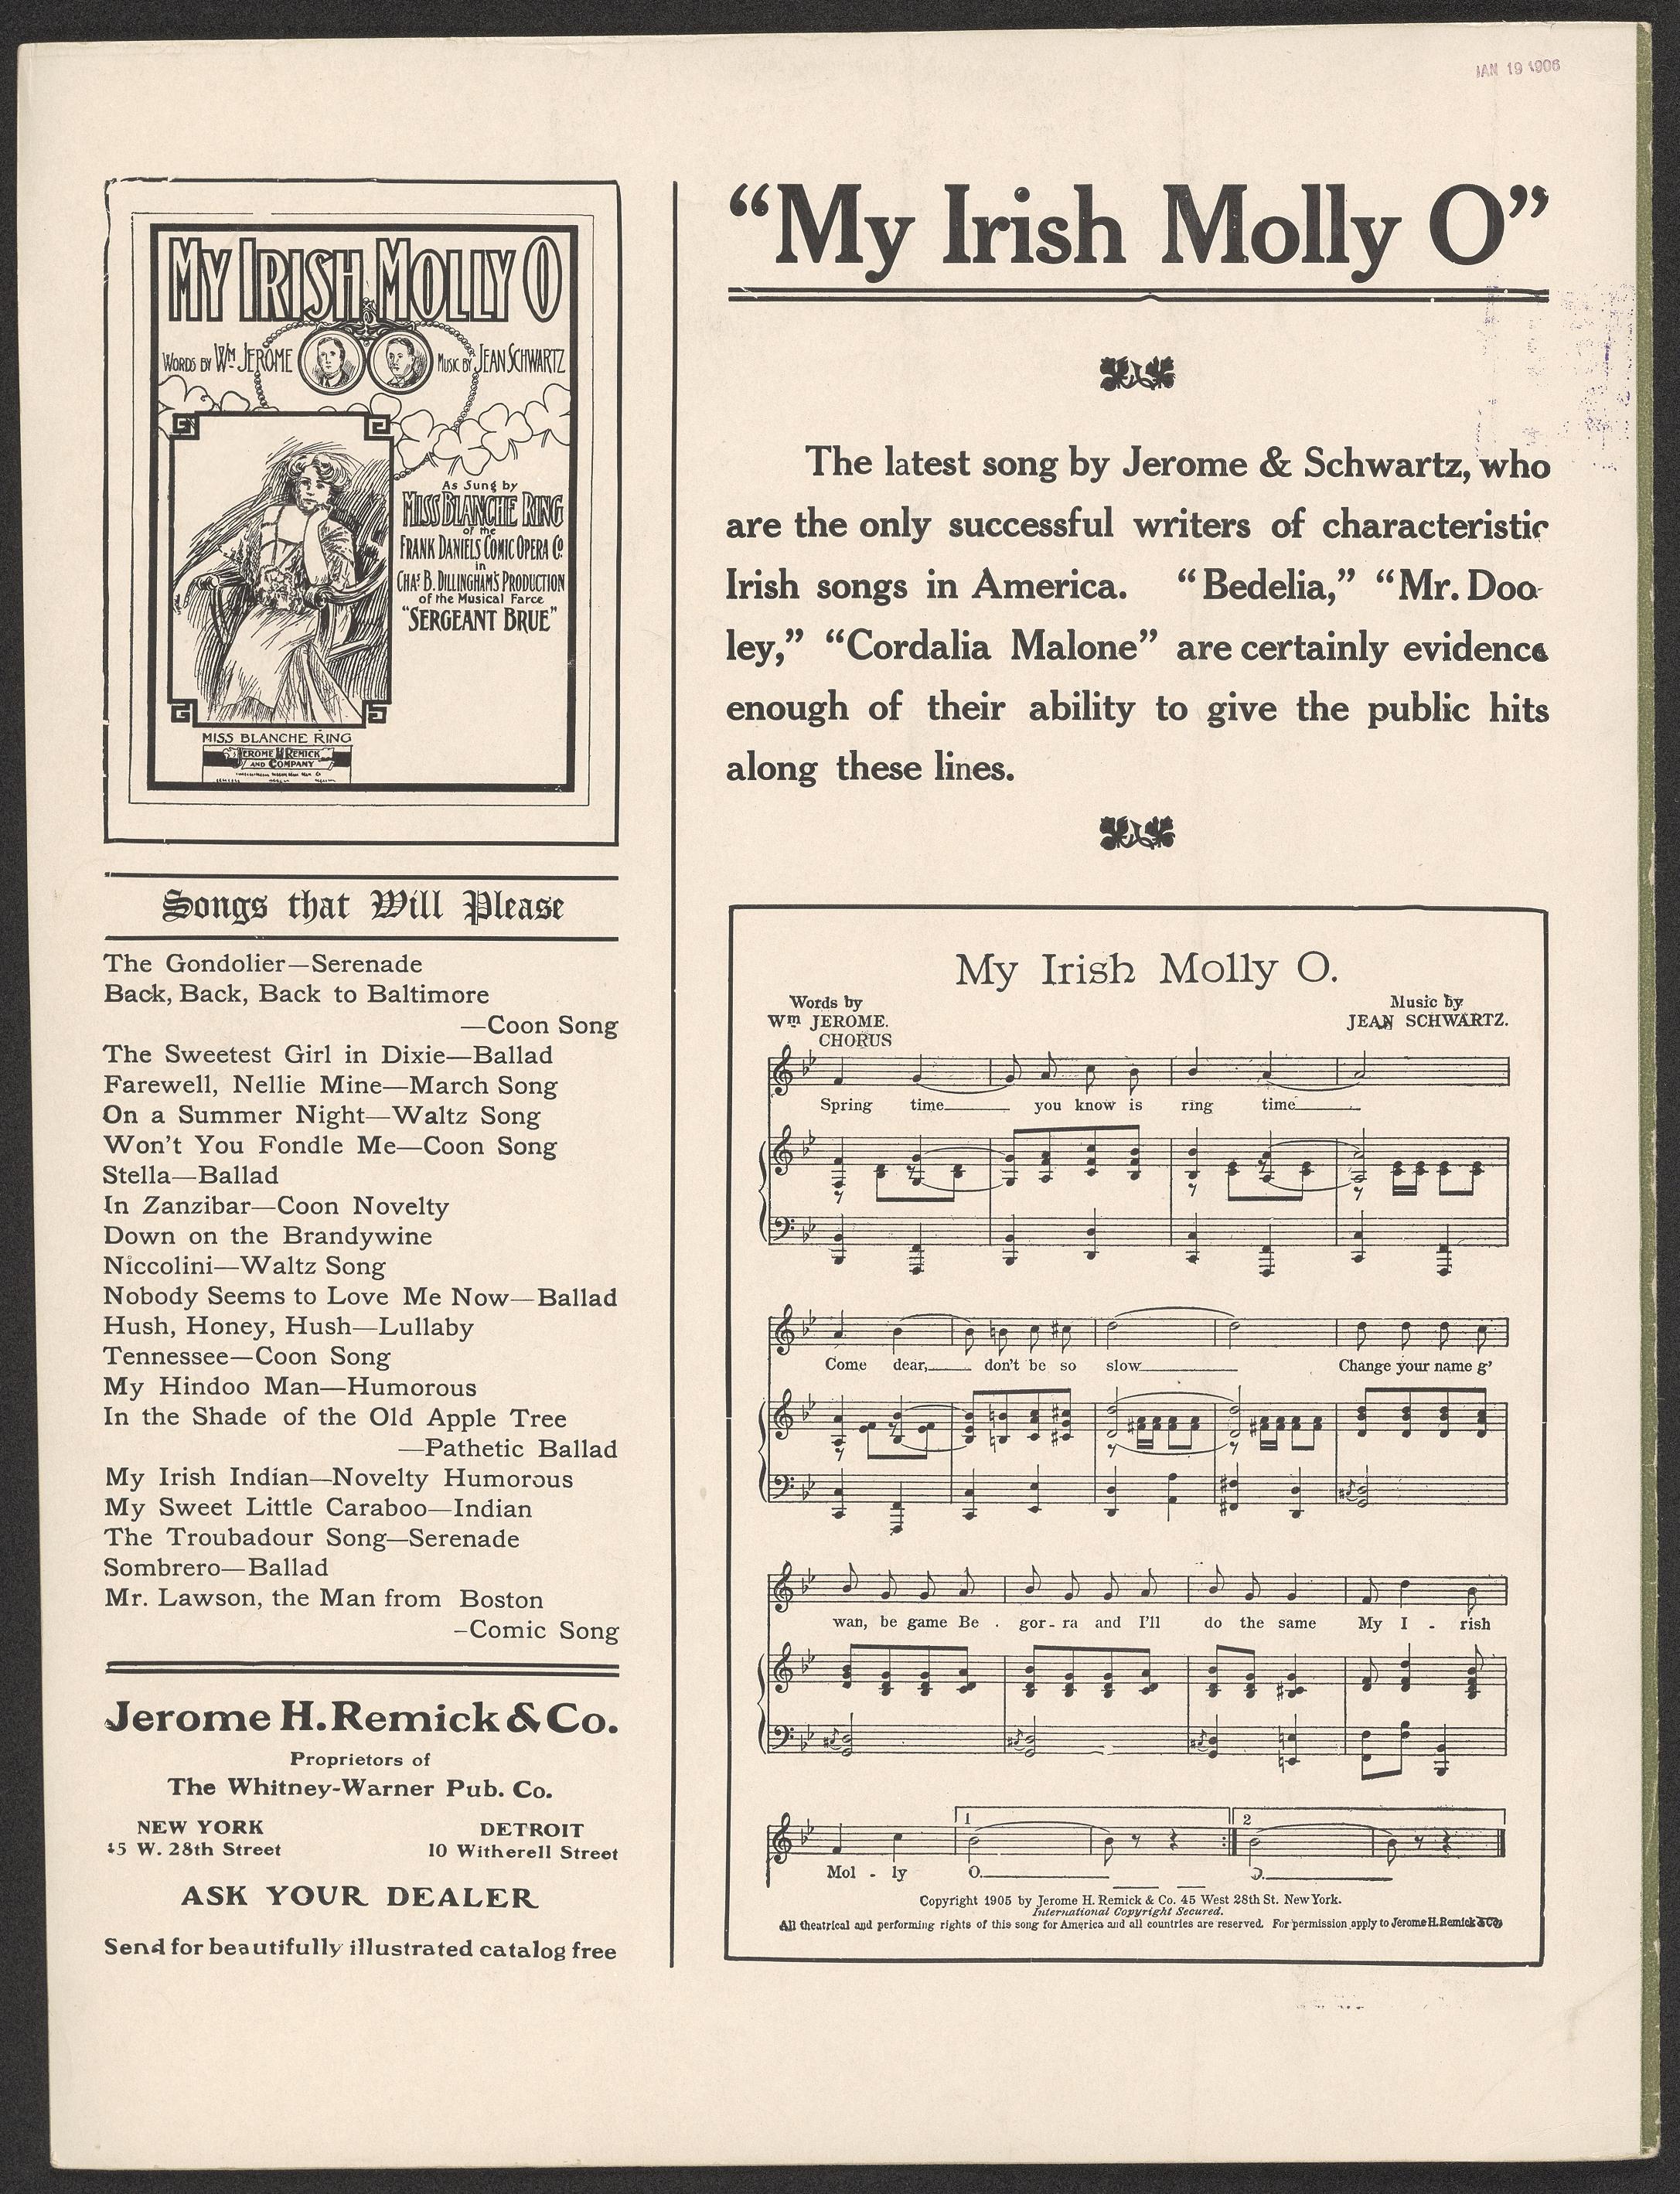 JAN 19 1906
MY IRISH MOLLY O
WORDS BY Wm JEROME
MUSIC BY JEAN SCHWARTZ
As Sung by
MISS BLANCHE RING
of the
FRANK DANIELS COMIC OPERA Co.
in
CHAS. B. DILLINGHAM'S PRODUCTION
of the Musical Farce
"SERGEANT BRUE"
MISS BLANCHE RING
JEROME H REMICK
AND COMPANY
Songs that Will Please
The Gondolier—Serenade
Back, Back, Back to Baltimore
—Coon Song
The Sweetest Girl in Dixie—Ballad
Farewell, Nellie Mine—March Song
On a Summer Night—Waltz Song
Won't You Fondle Me—Coon Song
Stella—Ballad
In Zanzibar—Coon Novelty
Down on the Brandywine
Niccolini—Waltz Song
Nobody Seems to Love Me Now—Ballad
Hush, Honey, Hush—Lullaby
Tennessee—Coon Song
My Hindoo Man—Humorous
In the Shade of the Old Apple Tree
—Pathetic Ballad
My Irish Indian—Novelty Humorous
My Sweet Little Caraboo—Indian
The Troubadour Song—Serenade
Sombrero—Ballad
Mr. Lawson, the Man from Boston
–Comic Song
Jerome H. Remick & Co.
Proprietors of
The Whitney-Warner Pub. Co.
NEW YORK
45 W. 28th Street
DETROIT
10 Witherell Street
ASK YOUR DEALER
Send for beautifully illustrated catalog free
"My Irish Molly O"
The latest song by Jerome & Schwartz, who
are the only successful writers of characteristic
Irish songs in America. "Bedelia," "Mr. Doo-
ley," "Cordalia Malone" are certainly evidence
enough of their ability to give the public hits
along these lines.
My Irish Molly O.
Words by
Wm JEROME.
Music by
JEAN SCHWARTZ.
CHORUS
Spring time you know is ring time
Come dear, don't be so slow Change your name g'
wan, be game Be . gor - ra and I'll do the same My I - rish
1 2
Mol - ly O. O.
Copyright 1905 by Jerome H. Remick & Co. 45 West 28th St. New York.
International Copyright Secured.
All theatrical and performing rights of this song for America and all countries are reserved. For permission apply to Jerome H. Remick & Co.